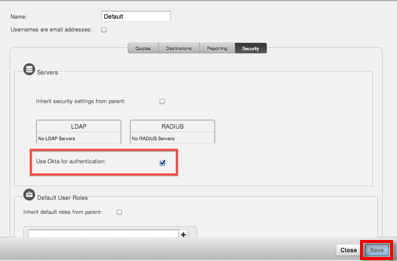 Name: Default
Usernames are email addresses:
Quotas Destinations Reporting Security
Servers
Inherit security settings from parent:
LDAP RADIUS
No LDAP Servers No RADIUS Servers
Use Okta for authentication:
Default User Roles
Inherit default roles from parent:
Close Save